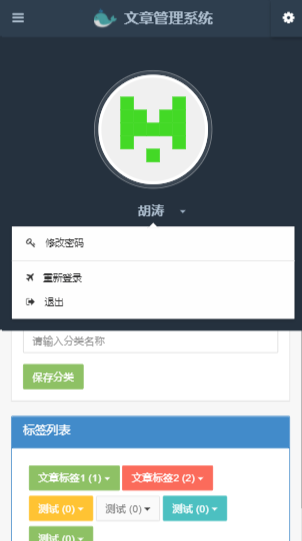 文章管理系统
胡涛
修改密码
重新登录
退出
请输入分类名称
保存分类
标签列表
文章标签1 (1) 文章标签2 (2)
测试 (0) 测试 (0) 测试 (0)
测试 (0)